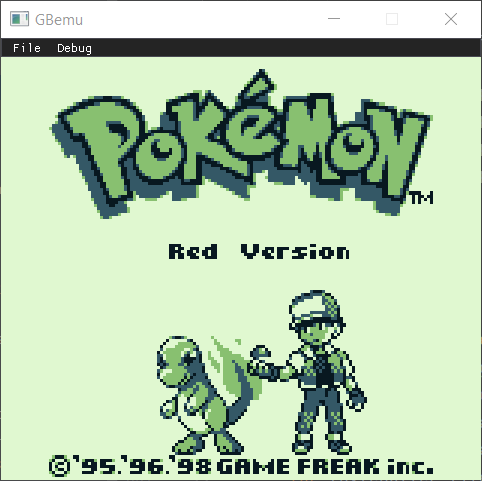 GBemu
File Debug
POKéMON
TM
Red Version
©'95.'96.'98 GAME FREAK inc.